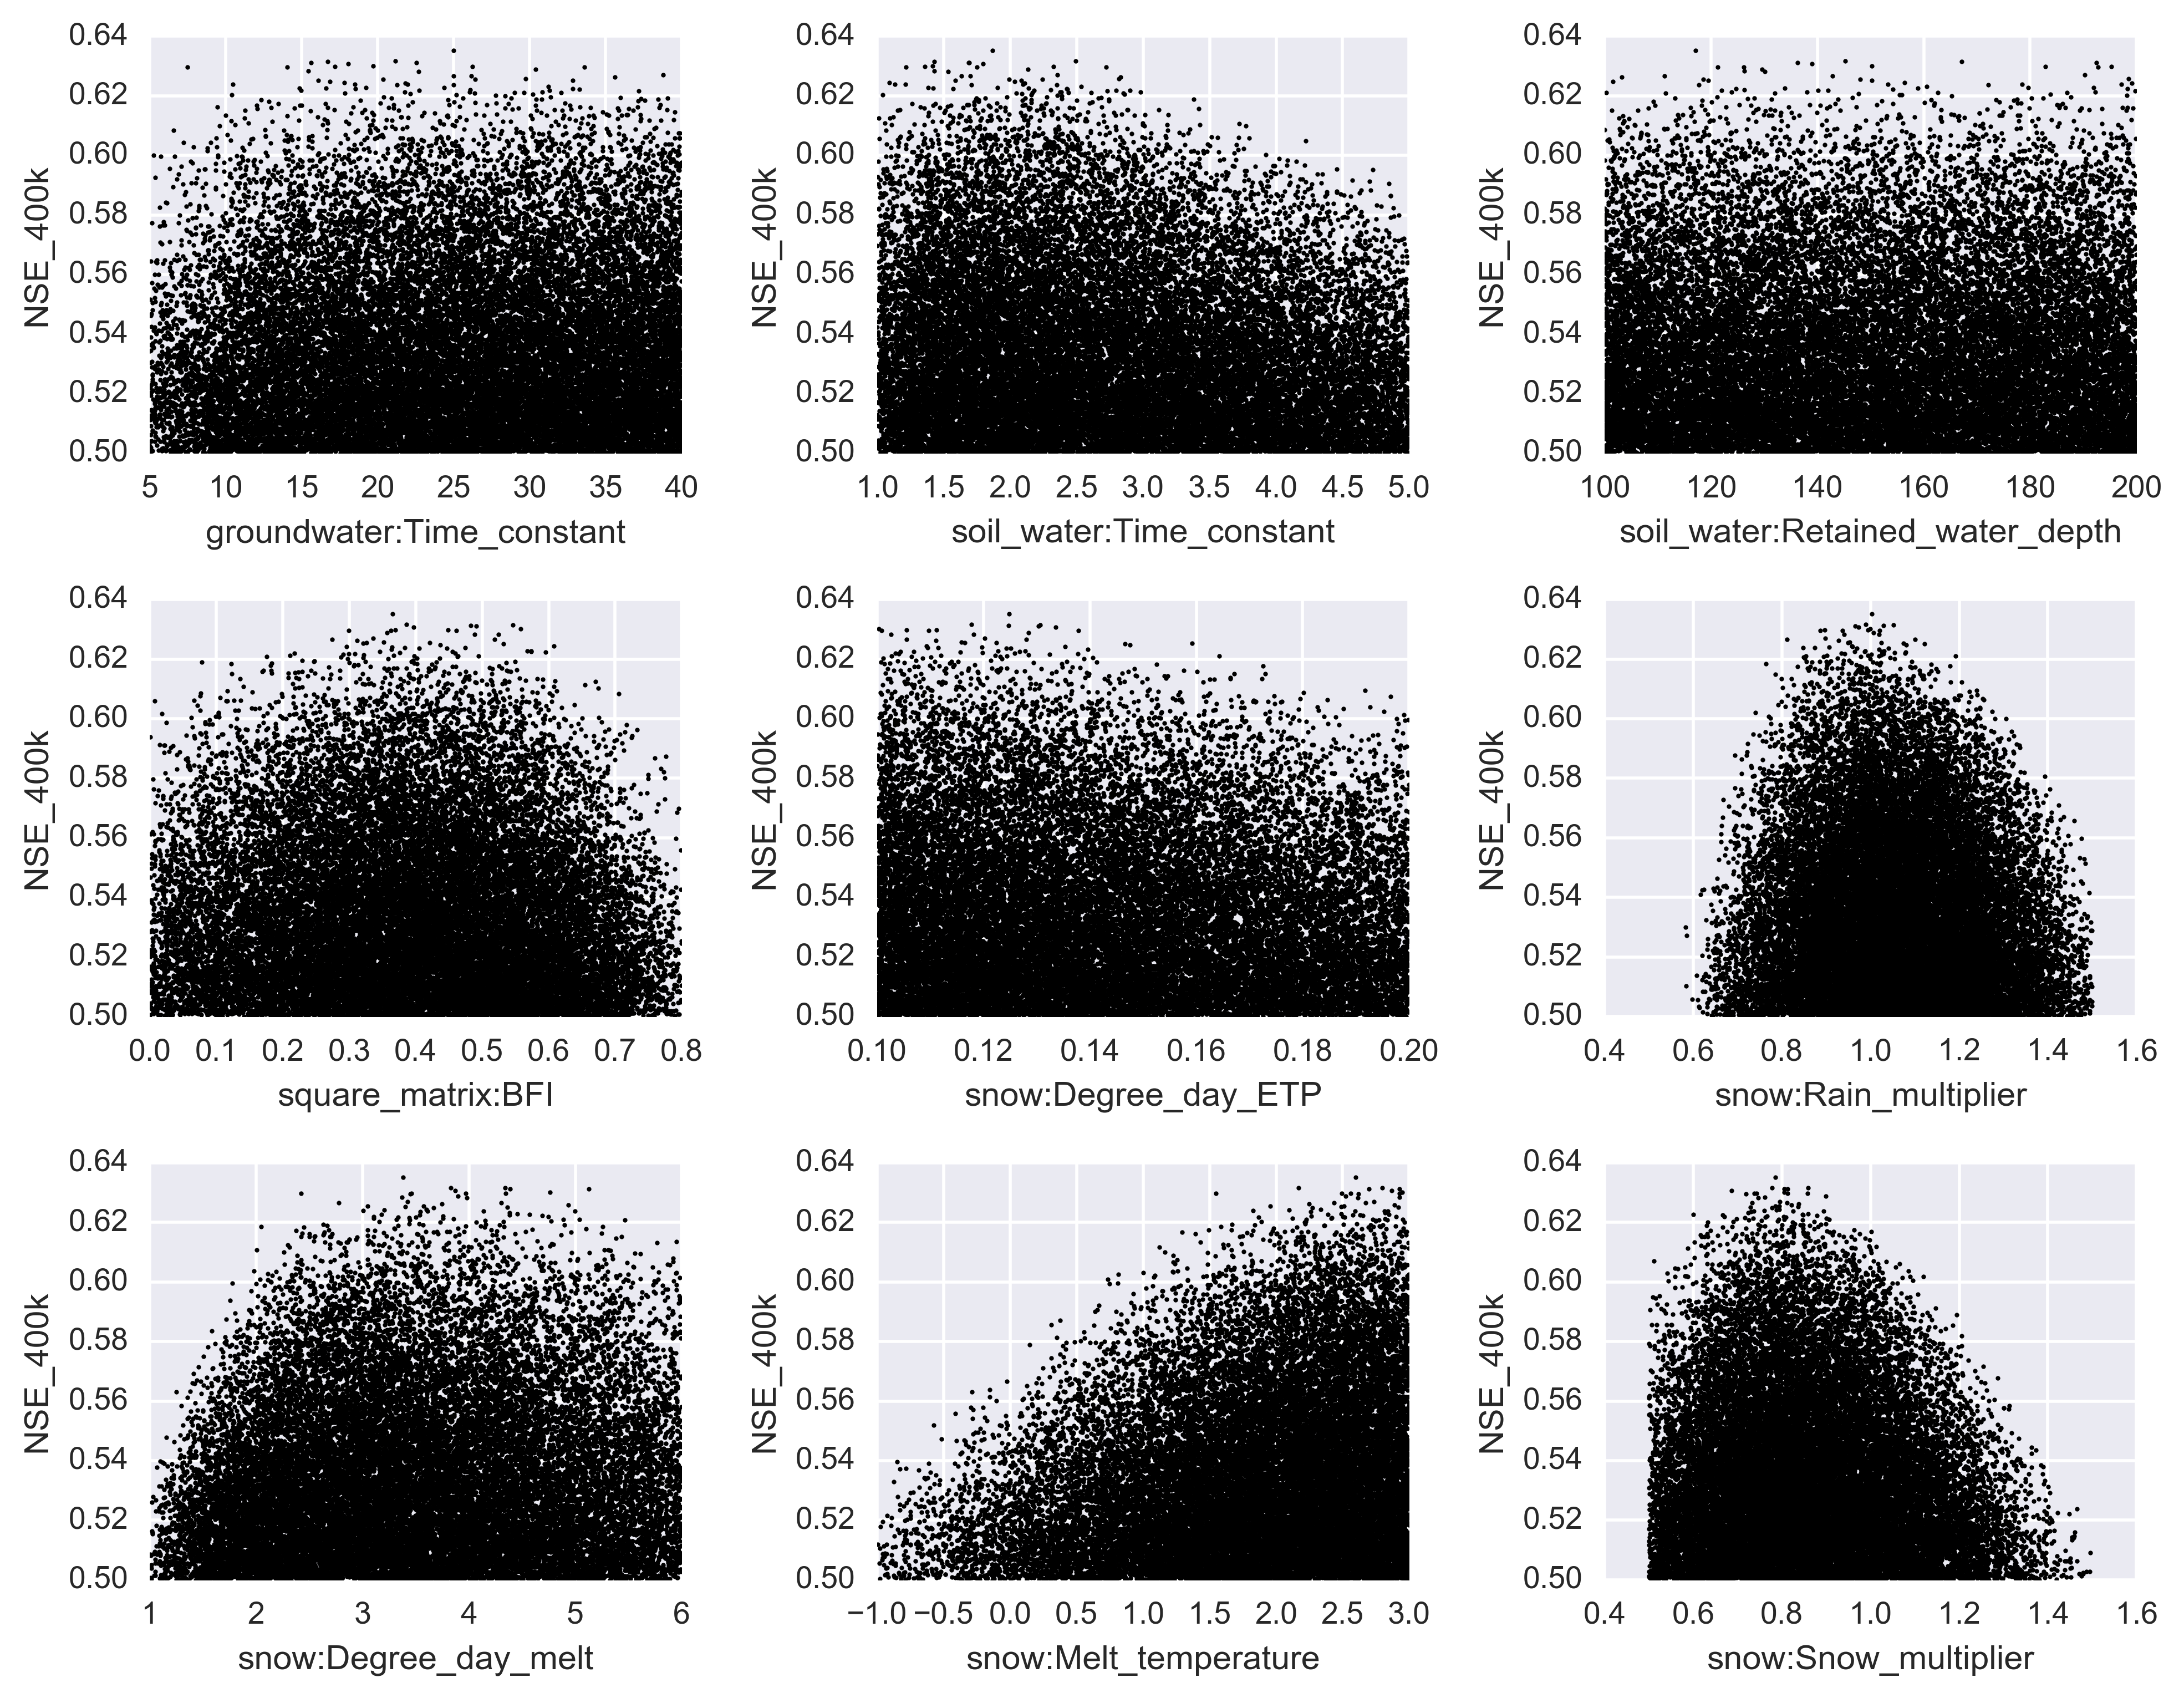 0.64 0.62 0.60 0.58 0.56 0.54 0.52 0.50
NSE_400k
5 10 15 20 25 30 35 40
groundwater:Time_constant
0.64 0.62 0.60 0.58 0.56 0.54 0.52 0.50
NSE_400k
1.0 1.5 2.0 2.5 3.0 3.5 4.0 4.5 5.0
soil_water:Time_constant
0.64 0.62 0.60 0.58 0.56 0.54 0.52 0.50
NSE_400k
100 120 140 160 180 200
soil_water:Retained_water_depth
0.64 0.62 0.60 0.58 0.56 0.54 0.52 0.50
NSE_400k
0.0 0.1 0.2 0.3 0.4 0.5 0.6 0.7 0.8
square_matrix:BFI
0.64 0.62 0.60 0.58 0.56 0.54 0.52 0.50
NSE_400k
0.10 0.12 0.14 0.16 0.18 0.20
snow:Degree_day_ETP
0.64 0.62 0.60 0.58 0.56 0.54 0.52 0.50
NSE_400k
0.4 0.6 0.8 1.0 1.2 1.4 1.6
snow:Rain_multiplier
0.64 0.62 0.60 0.58 0.56 0.54 0.52 0.50
NSE_400k
1 2 3 4 5 6
snow:Degree_day_melt
0.64 0.62 0.60 0.58 0.56 0.54 0.52 0.50
NSE_400k
−1.0 −0.5 0.0 0.5 1.0 1.5 2.0 2.5 3.0
snow:Melt_temperature
0.64 0.62 0.60 0.58 0.56 0.54 0.52 0.50
NSE_400k
0.4 0.6 0.8 1.0 1.2 1.4 1.6
snow:Snow_multiplier